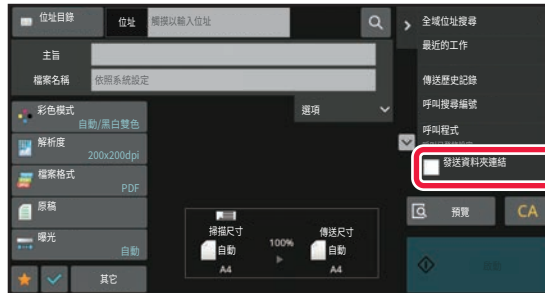 位址目錄
位址
觸摸以輸入位址
主旨
檔案名稱
依照系統設定
彩色模式
自動/黑白雙色
解析度
200x200dpi
檔案格式
PDF
原稿
曝光
自動
其它
選項
掃描尺寸
自動
A4
100%
傳送尺寸
自動
A4
全域位址搜尋
最近的工作
傳送歷史記錄
呼叫搜尋編號
呼叫程式
發送資料夾連結
預覽
CA